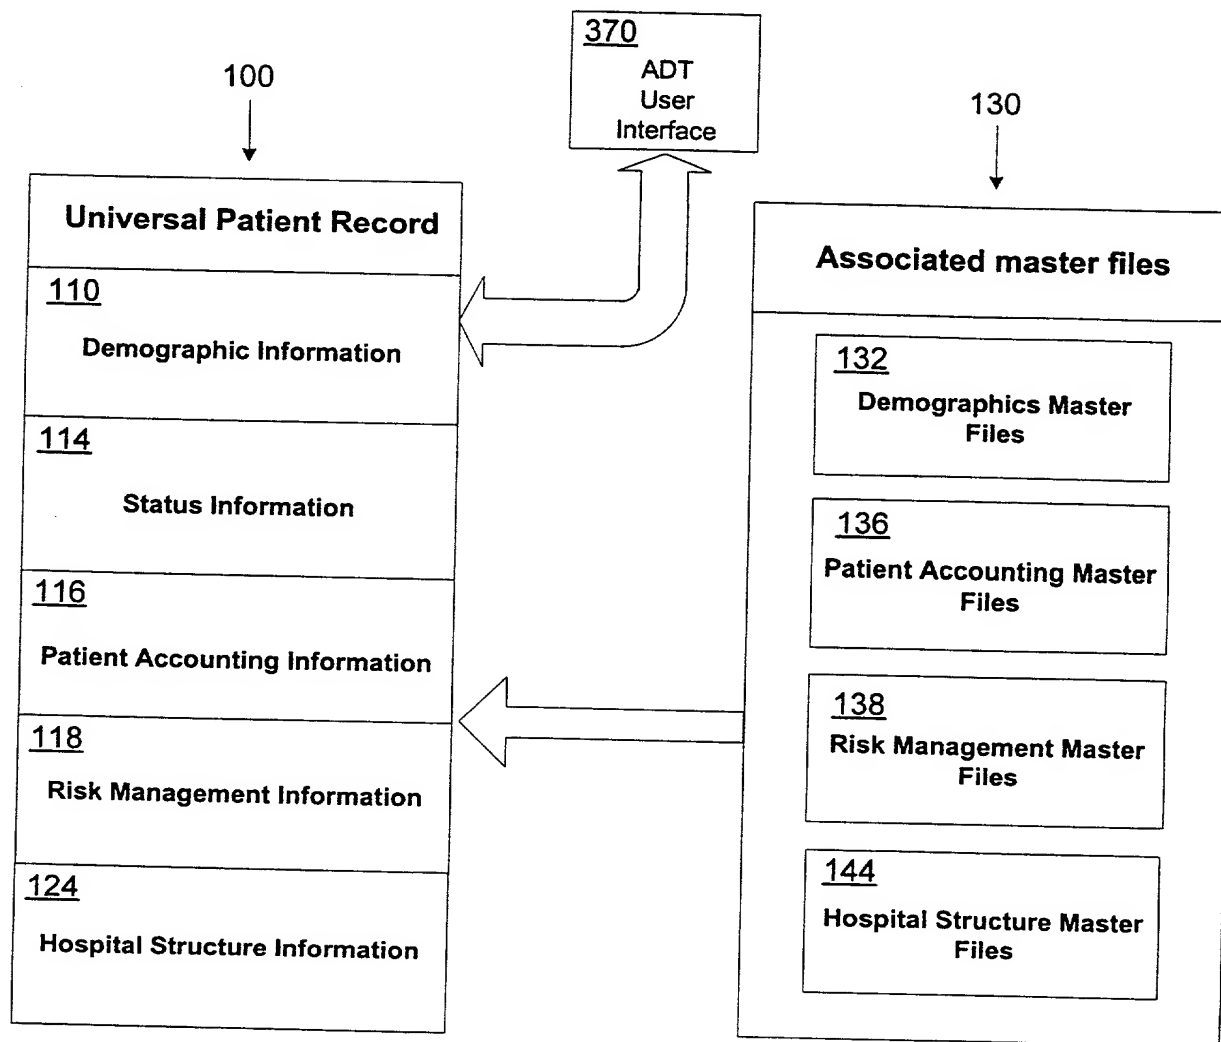 370
ADT
User
Interface
100
130
Universal Patient Record
110
Demographic Information
114
Status Information
116
Patient Accounting Information
118
Risk Management Information
124
Hospital Structure Information
Associated master files
132
Demographics Master
Files
136
Patient Accounting Master
Files
138
Risk Management Master
Files
144
Hospital Structure Master
Files